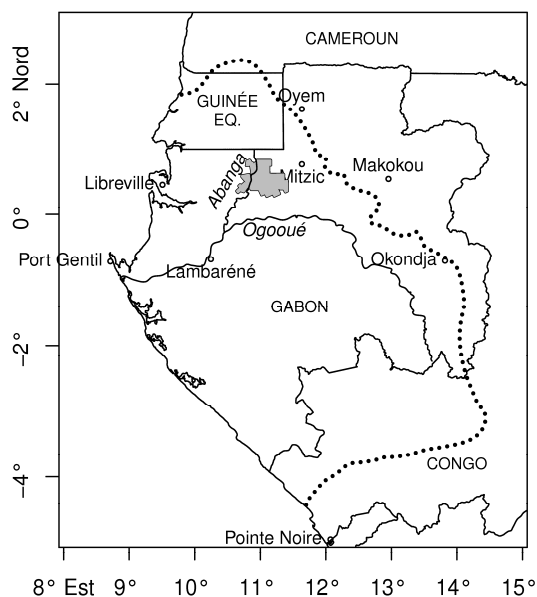 CAMEROUN
2° Nord
GUINÉE
EQ.
Oyem
Abanga
Mitzic
Makokou
Libreville
0°
Ogooué
Port Gentil
Lambaréné
Okondja
GABON
−2°
CONGO
−4°
Pointe Noire
8° Est 9° 10° 11° 12° 13° 14° 15°